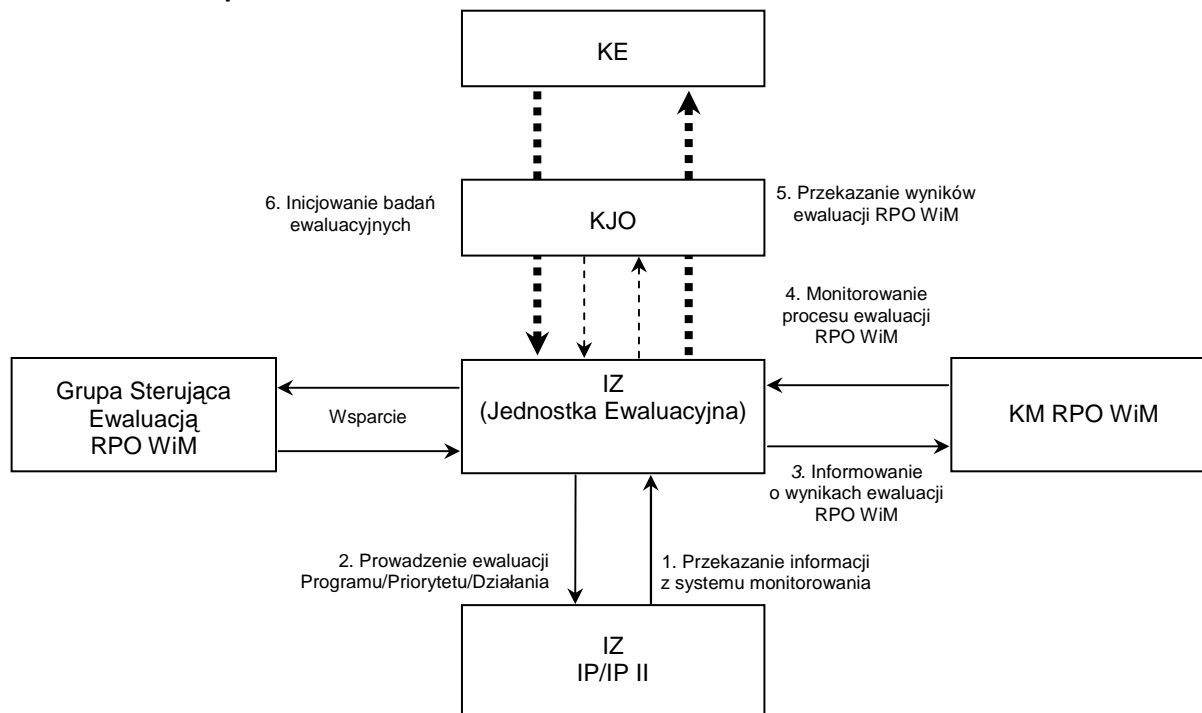 KE
6. Inicjowanie badań
ewaluacyjnych
KJO
5. Przekazanie wyników
ewaluacji RPO WiM
4. Monitorowanie
procesu ewaluacji
RPO WiM
Grupa Sterująca
Ewaluacją
RPO WiM
Wsparcie
IZ
(Jednostka Ewaluacyjna)
KM RPO WiM
3. Informowanie
o wynikach ewaluacji
RPO WiM
2. Prowadzenie ewaluacji
Programu/Priorytetu/Działania
1. Przekazanie informacji
z systemu monitorowania
IZ
IP/IP II